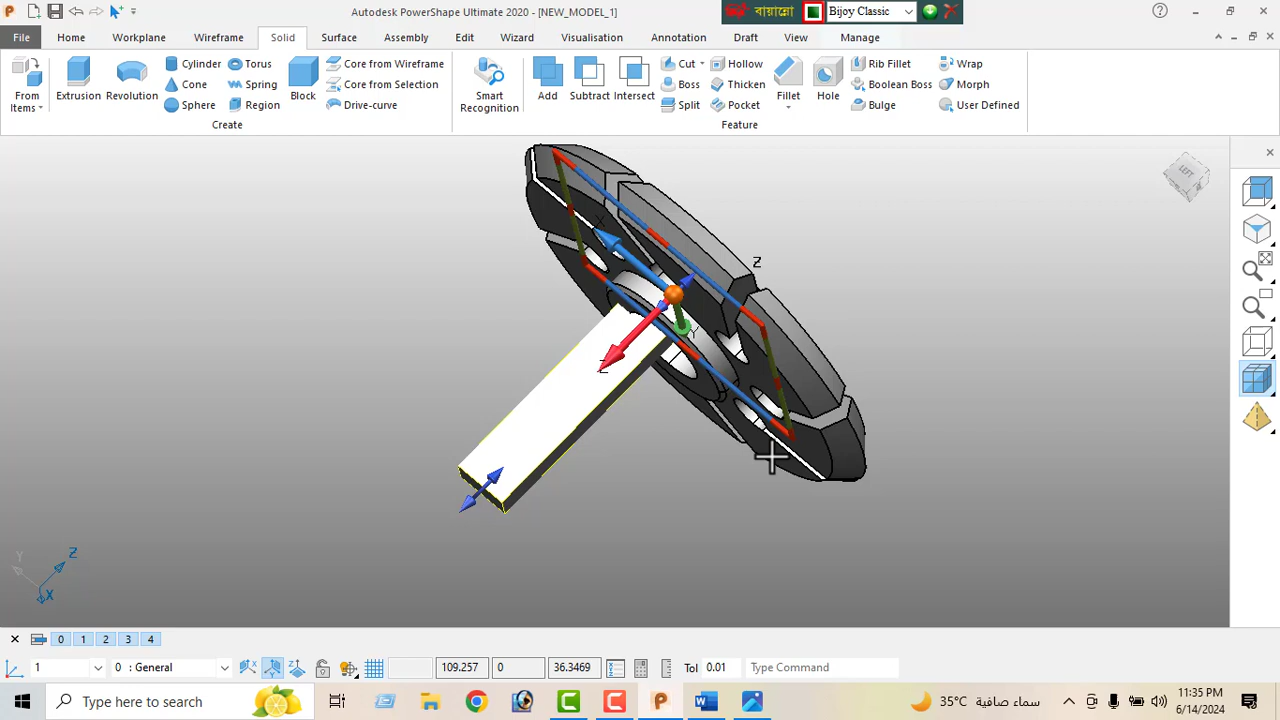 Autodesk PowerShape Ultimate 2020 - [NEW_MODEL_1]
বায়ান্নো
Bijoy Classic
File
Home
Workplane
Wireframe
Solid
Surface
Assembly
Edit
Wizard
Visualisation
Annotation
Draft
View
Manage
From Items
Extrusion
Revolution
Cylinder
Cone
Sphere
Torus
Spring
Region
Block
Core from Wireframe
Core from Selection
Drive-curve
Create
Smart Recognition
Add
Subtract
Intersect
Cut
Boss
Split
Hollow
Thicken
Pocket
Fillet
Hole
Rib Fillet
Boolean Boss
Bulge
Wrap
Morph
User Defined
Feature
LEFT
X
Z
Y
Z
Y
Z
X
0
1
2
3
4
1
0 : General
109.257
0
36.3469
Tol
0.01
Type Command
Type here to search
35°C
سماء صافية
11:35 PM
6/14/2024